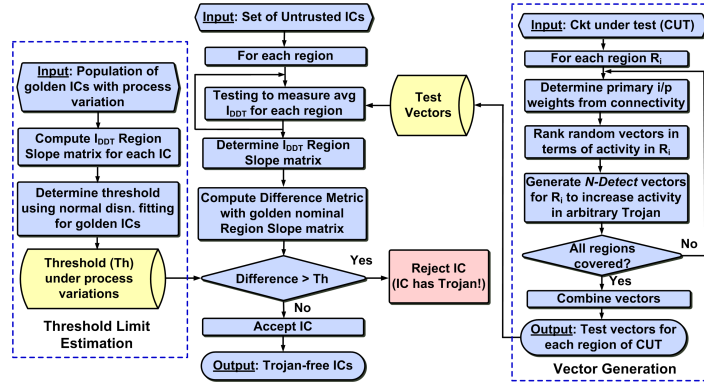 Input: Population of
golden ICs with process
variation
Compute IDDT Region
Slope matrix for each IC
Determine threshold
using normal disn. fitting
for golden ICs
Threshold (Th)
under process
variations
Threshold Limit
Estimation
Input: Set of Untrusted ICs
For each region
Testing to measure avg
IDDT for each region
Determine IDDT Region
Slope matrix
Compute Difference Metric
with golden nominal
Region Slope matrix
Difference > Th
Yes
No
Reject IC
(IC has Trojan!)
Accept IC
Output: Trojan-free ICs
Test
Vectors
Input: Ckt under test (CUT)
For each region Ri
Determine primary i/p
weights from connectivity
Rank random vectors in
terms of activity in Ri
Generate N-Detect vectors
for Ri to increase activity
in arbitrary Trojan
All regions
covered?
No
Yes
Combine vectors
Output: Test vectors for
each region of CUT
Vector Generation